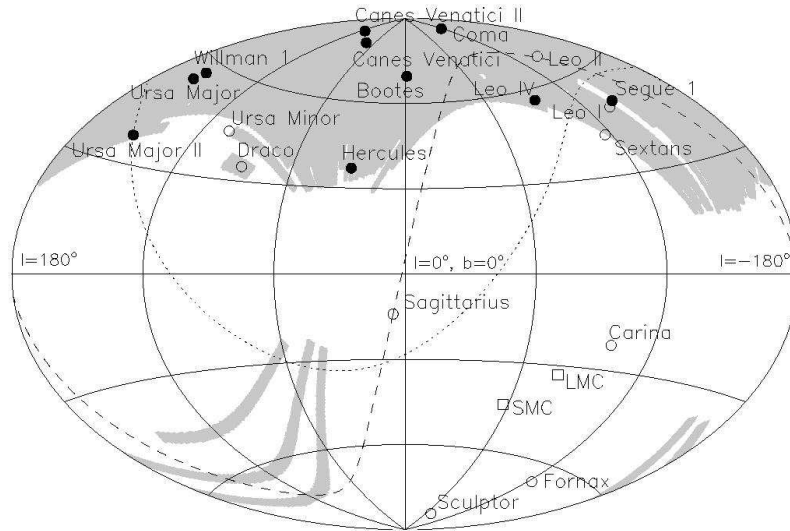 Canes Venatici II
Coma
Willman 1
Canes Venatici
Leo II
Ursa Major
Bootes
Leo IV
Segue 1
Leo I
Ursa Minor
Ursa Major II
Draco
Hercules
Sextans
l=180°
l=0°, b=0°
l=-180°
Sagittarius
Carina
LMC
SMC
Fornax
Sculptor